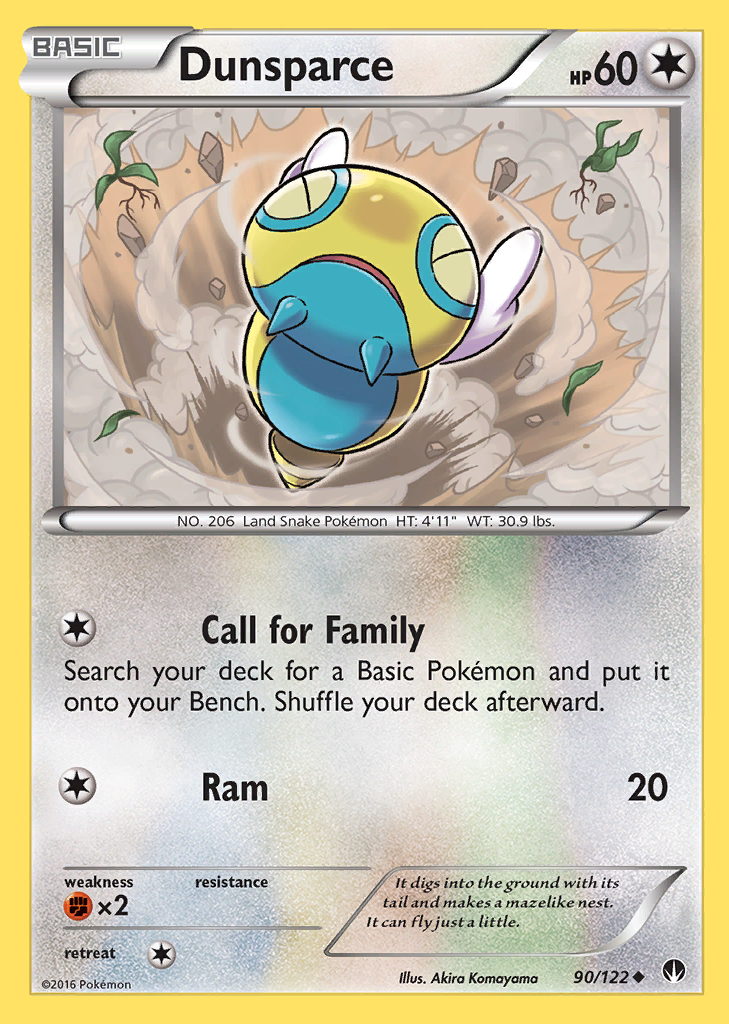 BASIC
Dunsparce
HP60
NO. 206 Land Snake Pokémon HT: 4'11" WT: 30.9 lbs.
Call for Family
Search your deck for a Basic Pokémon and put it
onto your Bench. Shuffle your deck afterward.
Ram 20
weakness resistance
×2
It digs into the ground with its
tail and makes a mazelike nest.
It can fly just a little.
retreat
©2016 Pokémon
Illus. Akira Komayama 90/122